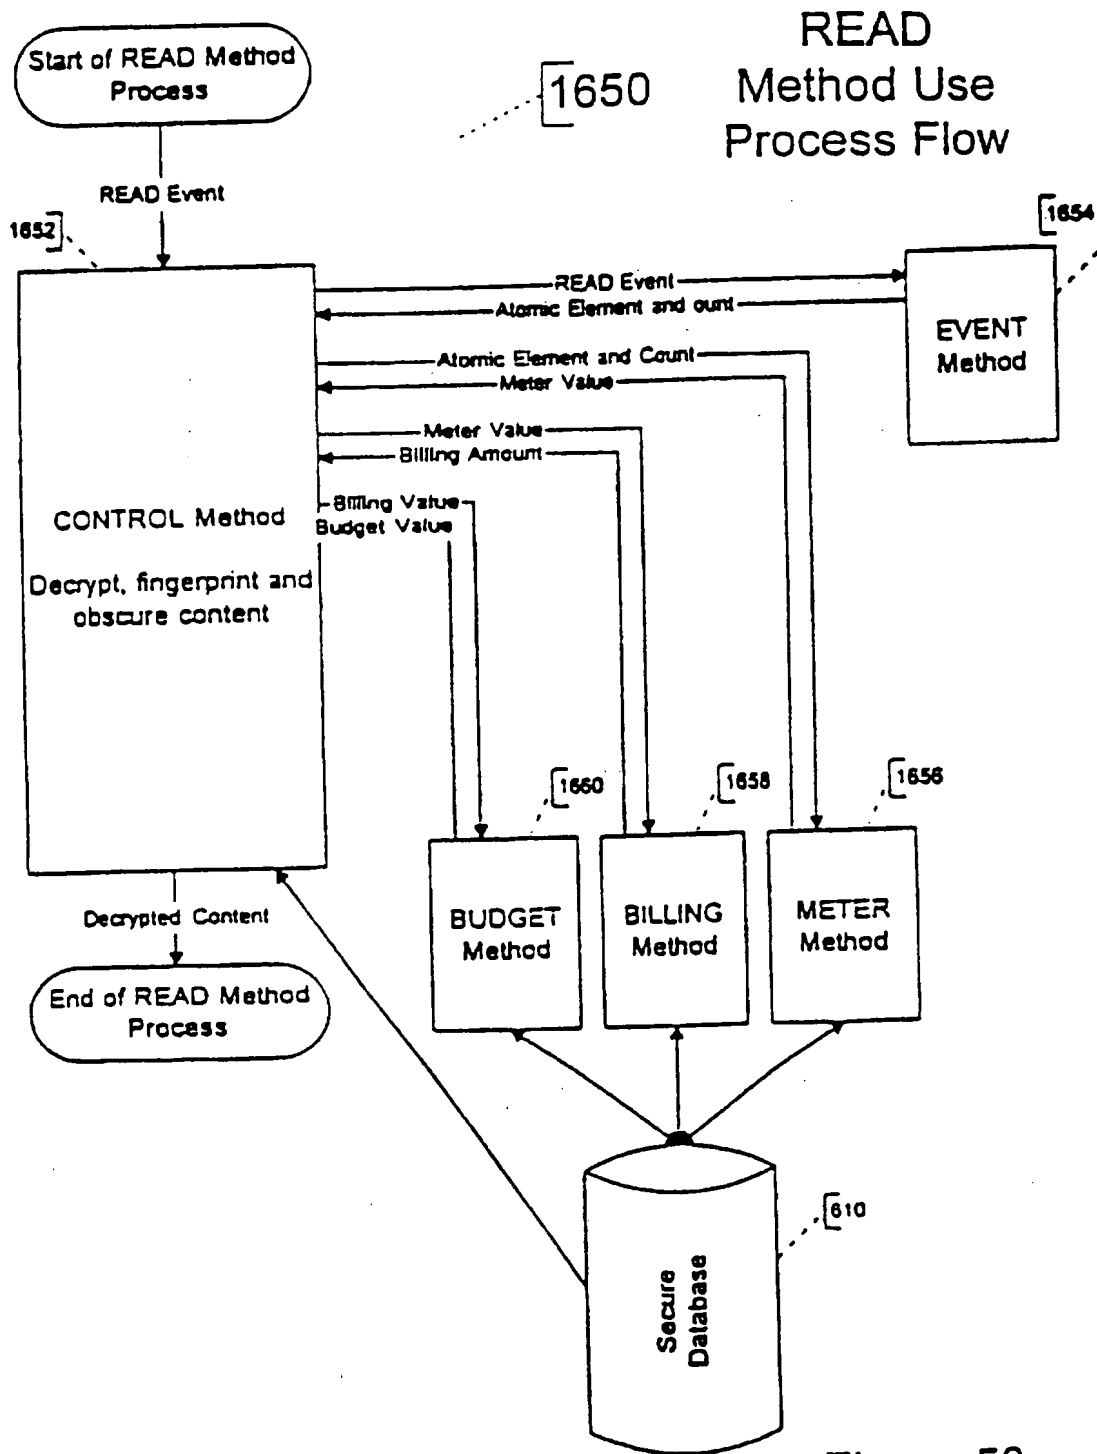 READ
Method Use
Process Flow
1650
Start of READ Method
Process
READ Event
1652
1654
READ Event
Atomic Element and ount
EVENT
Method
Atomic Element and Count
Meter Value
Meter Value
Billing Amount
Billing Value
Budget Value
CONTROL Method
Decrypt, fingerprint and
obscure content
1660
1658
1656
BUDGET
Method
BILLING
Method
METER
Method
Decrypted Content
End of READ Method
Process
610
Secure
Database